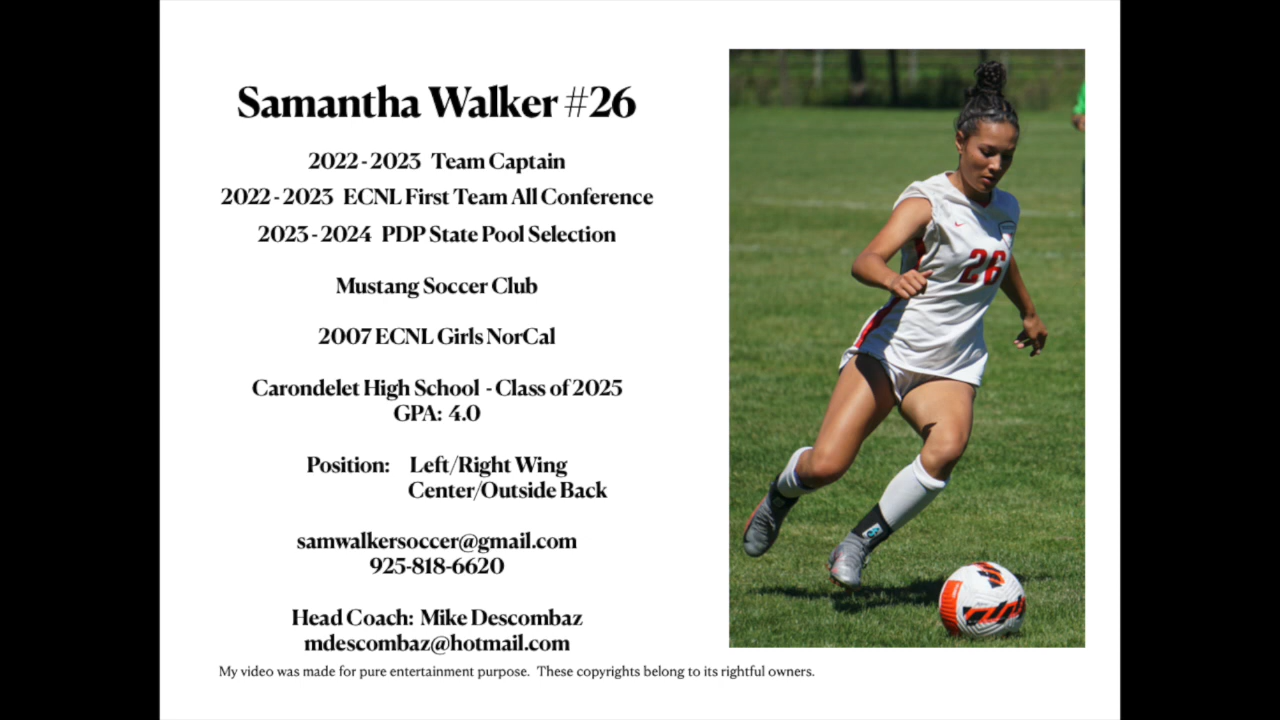 Samantha Walker #26
2022 - 2023 Team Captain
2022 - 2023 ECNL First Team All Conference
2023 - 2024 PDP State Pool Selection
Mustang Soccer Club
2007 ECNL Girls NorCal
Carondelet High School - Class of 2025
GPA: 4.0
Position: Left/Right Wing
Center/Outside Back
samwalkersoccer@gmail.com
925-818-6620
Head Coach: Mike Descombaz
mdescombaz@hotmail.com
My video was made for pure entertainment purpose. These copyrights belong to its rightful owners.
26